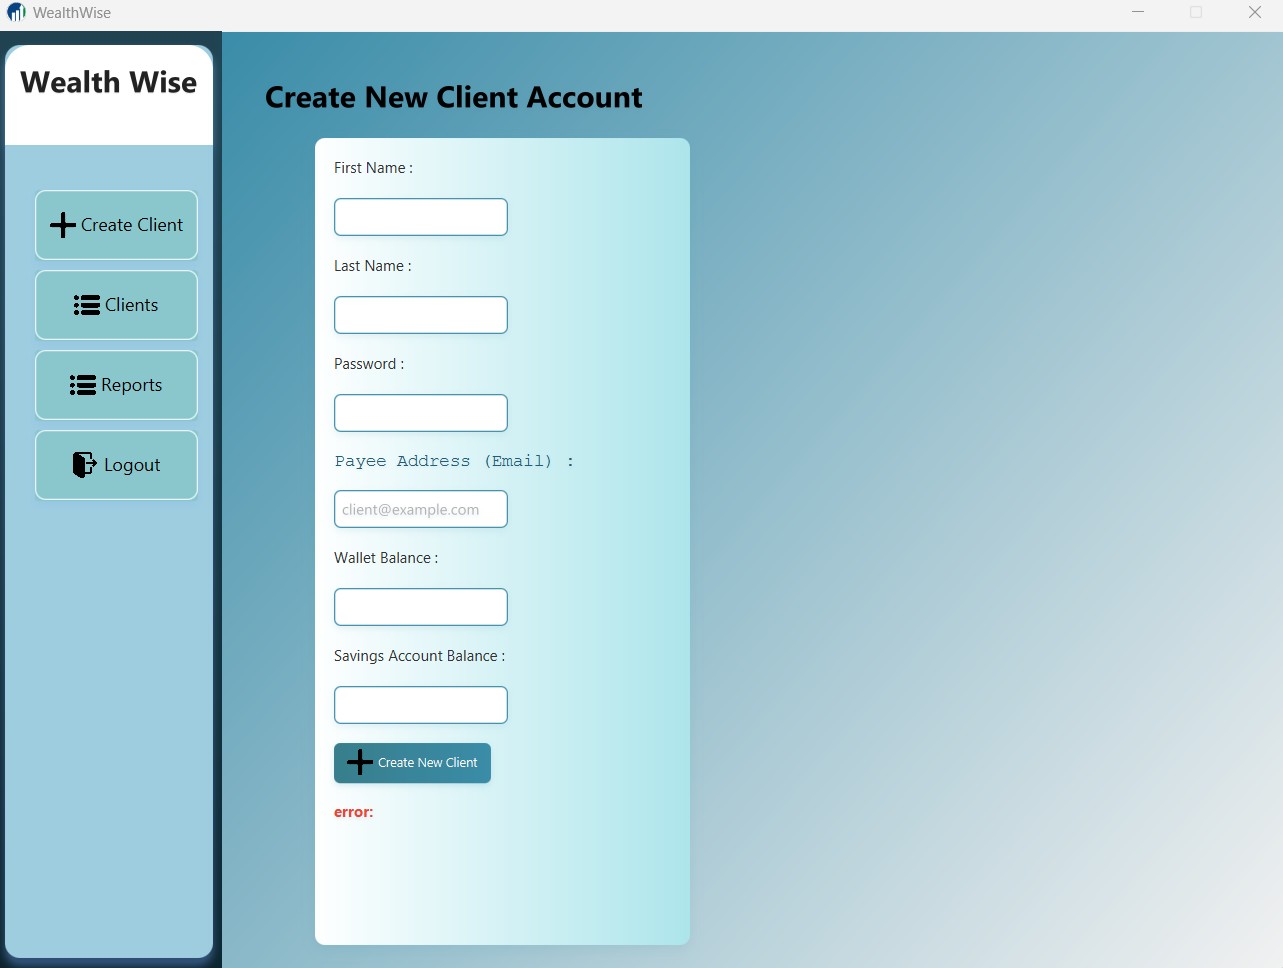 WealthWise
Wealth Wise
Create Client
Clients
Reports
Logout
Create New Client Account
First Name :
Last Name :
Password :
Payee Address (Email) :
client@example.com
Wallet Balance :
Savings Account Balance :
Create New Client
error: